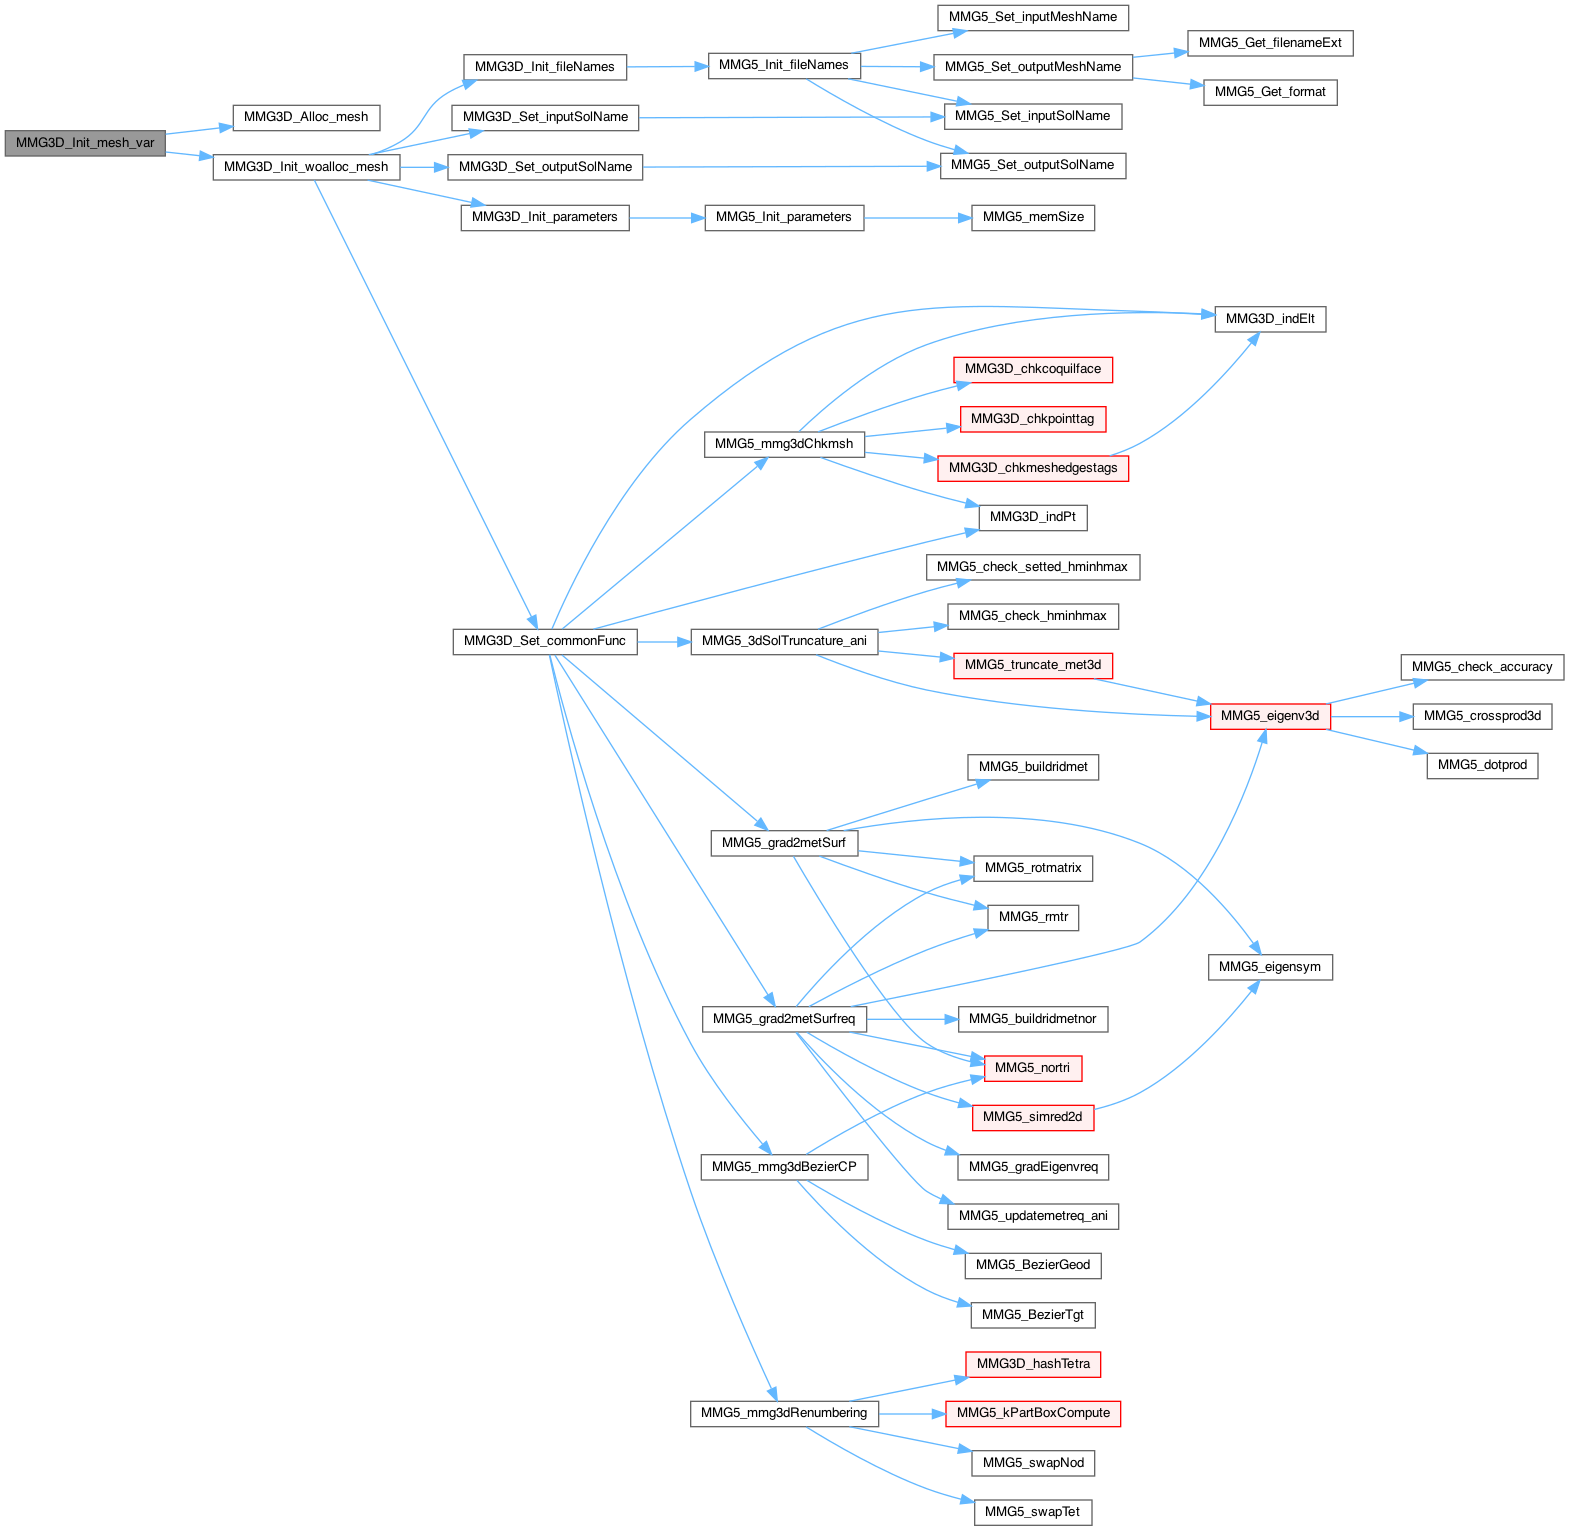 MMG5_Set_inputMeshName
MMG5_Get_filenameExt
MMG3D_Init_fileNames
MMG5_Init_fileNames
MMG5_Set_outputMeshName
MMG5_Get_format
MMG3D_Alloc_mesh
MMG3D_Set_inputSolName
MMG5_Set_inputSolName
MMG3D_Init_mesh_var
MMG3D_Init_woalloc_mesh
MMG3D_Set_outputSolName
MMG5_Set_outputSolName
MMG3D_Init_parameters
MMG5_Init_parameters
MMG5_memSize
MMG3D_indElt
MMG3D_chkcoquilface
MMG3D_chkpointtag
MMG5_mmg3dChkmsh
MMG3D_chkmeshedgestags
MMG3D_indPt
MMG5_check_setted_hminhmax
MMG5_check_hminhmax
MMG3D_Set_commonFunc
MMG5_3dSolTruncature_ani
MMG5_truncate_met3d
MMG5_check_accuracy
MMG5_eigenv3d
MMG5_crossprod3d
MMG5_dotprod
MMG5_buildridmet
MMG5_grad2metSurf
MMG5_rotmatrix
MMG5_rmtr
MMG5_eigensym
MMG5_grad2metSurfreq
MMG5_buildridmetnor
MMG5_nortri
MMG5_simred2d
MMG5_mmg3dBezierCP
MMG5_gradEigenvreq
MMG5_updatemetreq_ani
MMG5_BezierGeod
MMG5_BezierTgt
MMG3D_hashTetra
MMG5_mmg3dRenumbering
MMG5_kPartBoxCompute
MMG5_swapNod
MMG5_swapTet